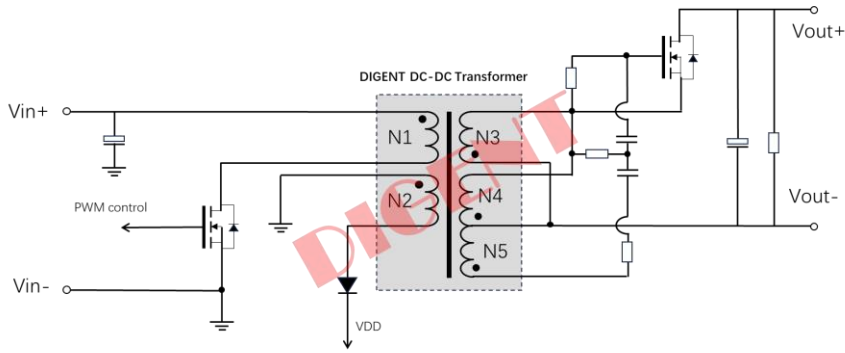 Vout+
DIGENT DC-DC Transformer
Vin+
N1
N3
N2
N4
PWM control
Vout-
N5
Vin-
VDD
DIGENT